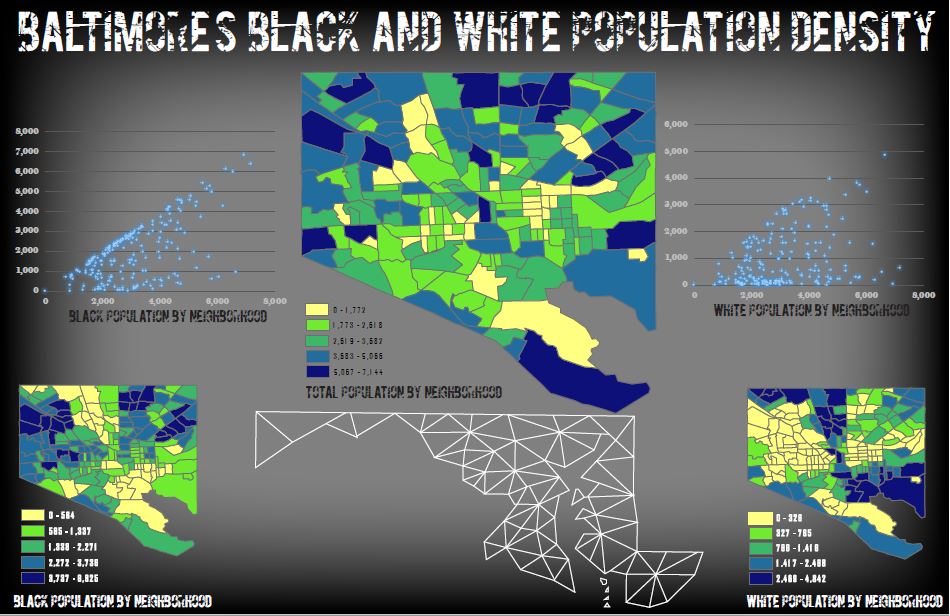 BALTIMORES BLACK AND WHITE POPULATION DENSITY
8,000
7,000
6,000
5,000
4,000
3,000
2,000
1,000
0
0 2,000 4,000 6,000 8,000
BLACK POPULATION BY NEIGHBORHOOD
0 - 1,772
1,773 - 2,518
2,519 - 3,582
3,583 - 5,066
5,067 - 7,144
TOTAL POPULATION BY NEIGHBORHOOD
6,000
5,000
4,000
3,000
2,000
1,000
0
0 2,000 4,000 6,000 8,000
WHITE POPULATION BY NEIGHBORHOOD
0 - 584
585 - 1,337
1,338 - 2,271
2,272 - 3,736
3,737 - 6,825
BLACK POPULATION BY NEIGHBORHOOD
0 - 326
327 - 765
766 - 1,416
1,417 - 2,465
2,466 - 4,842
WHITE POPULATION BY NEIGHBORHOOD